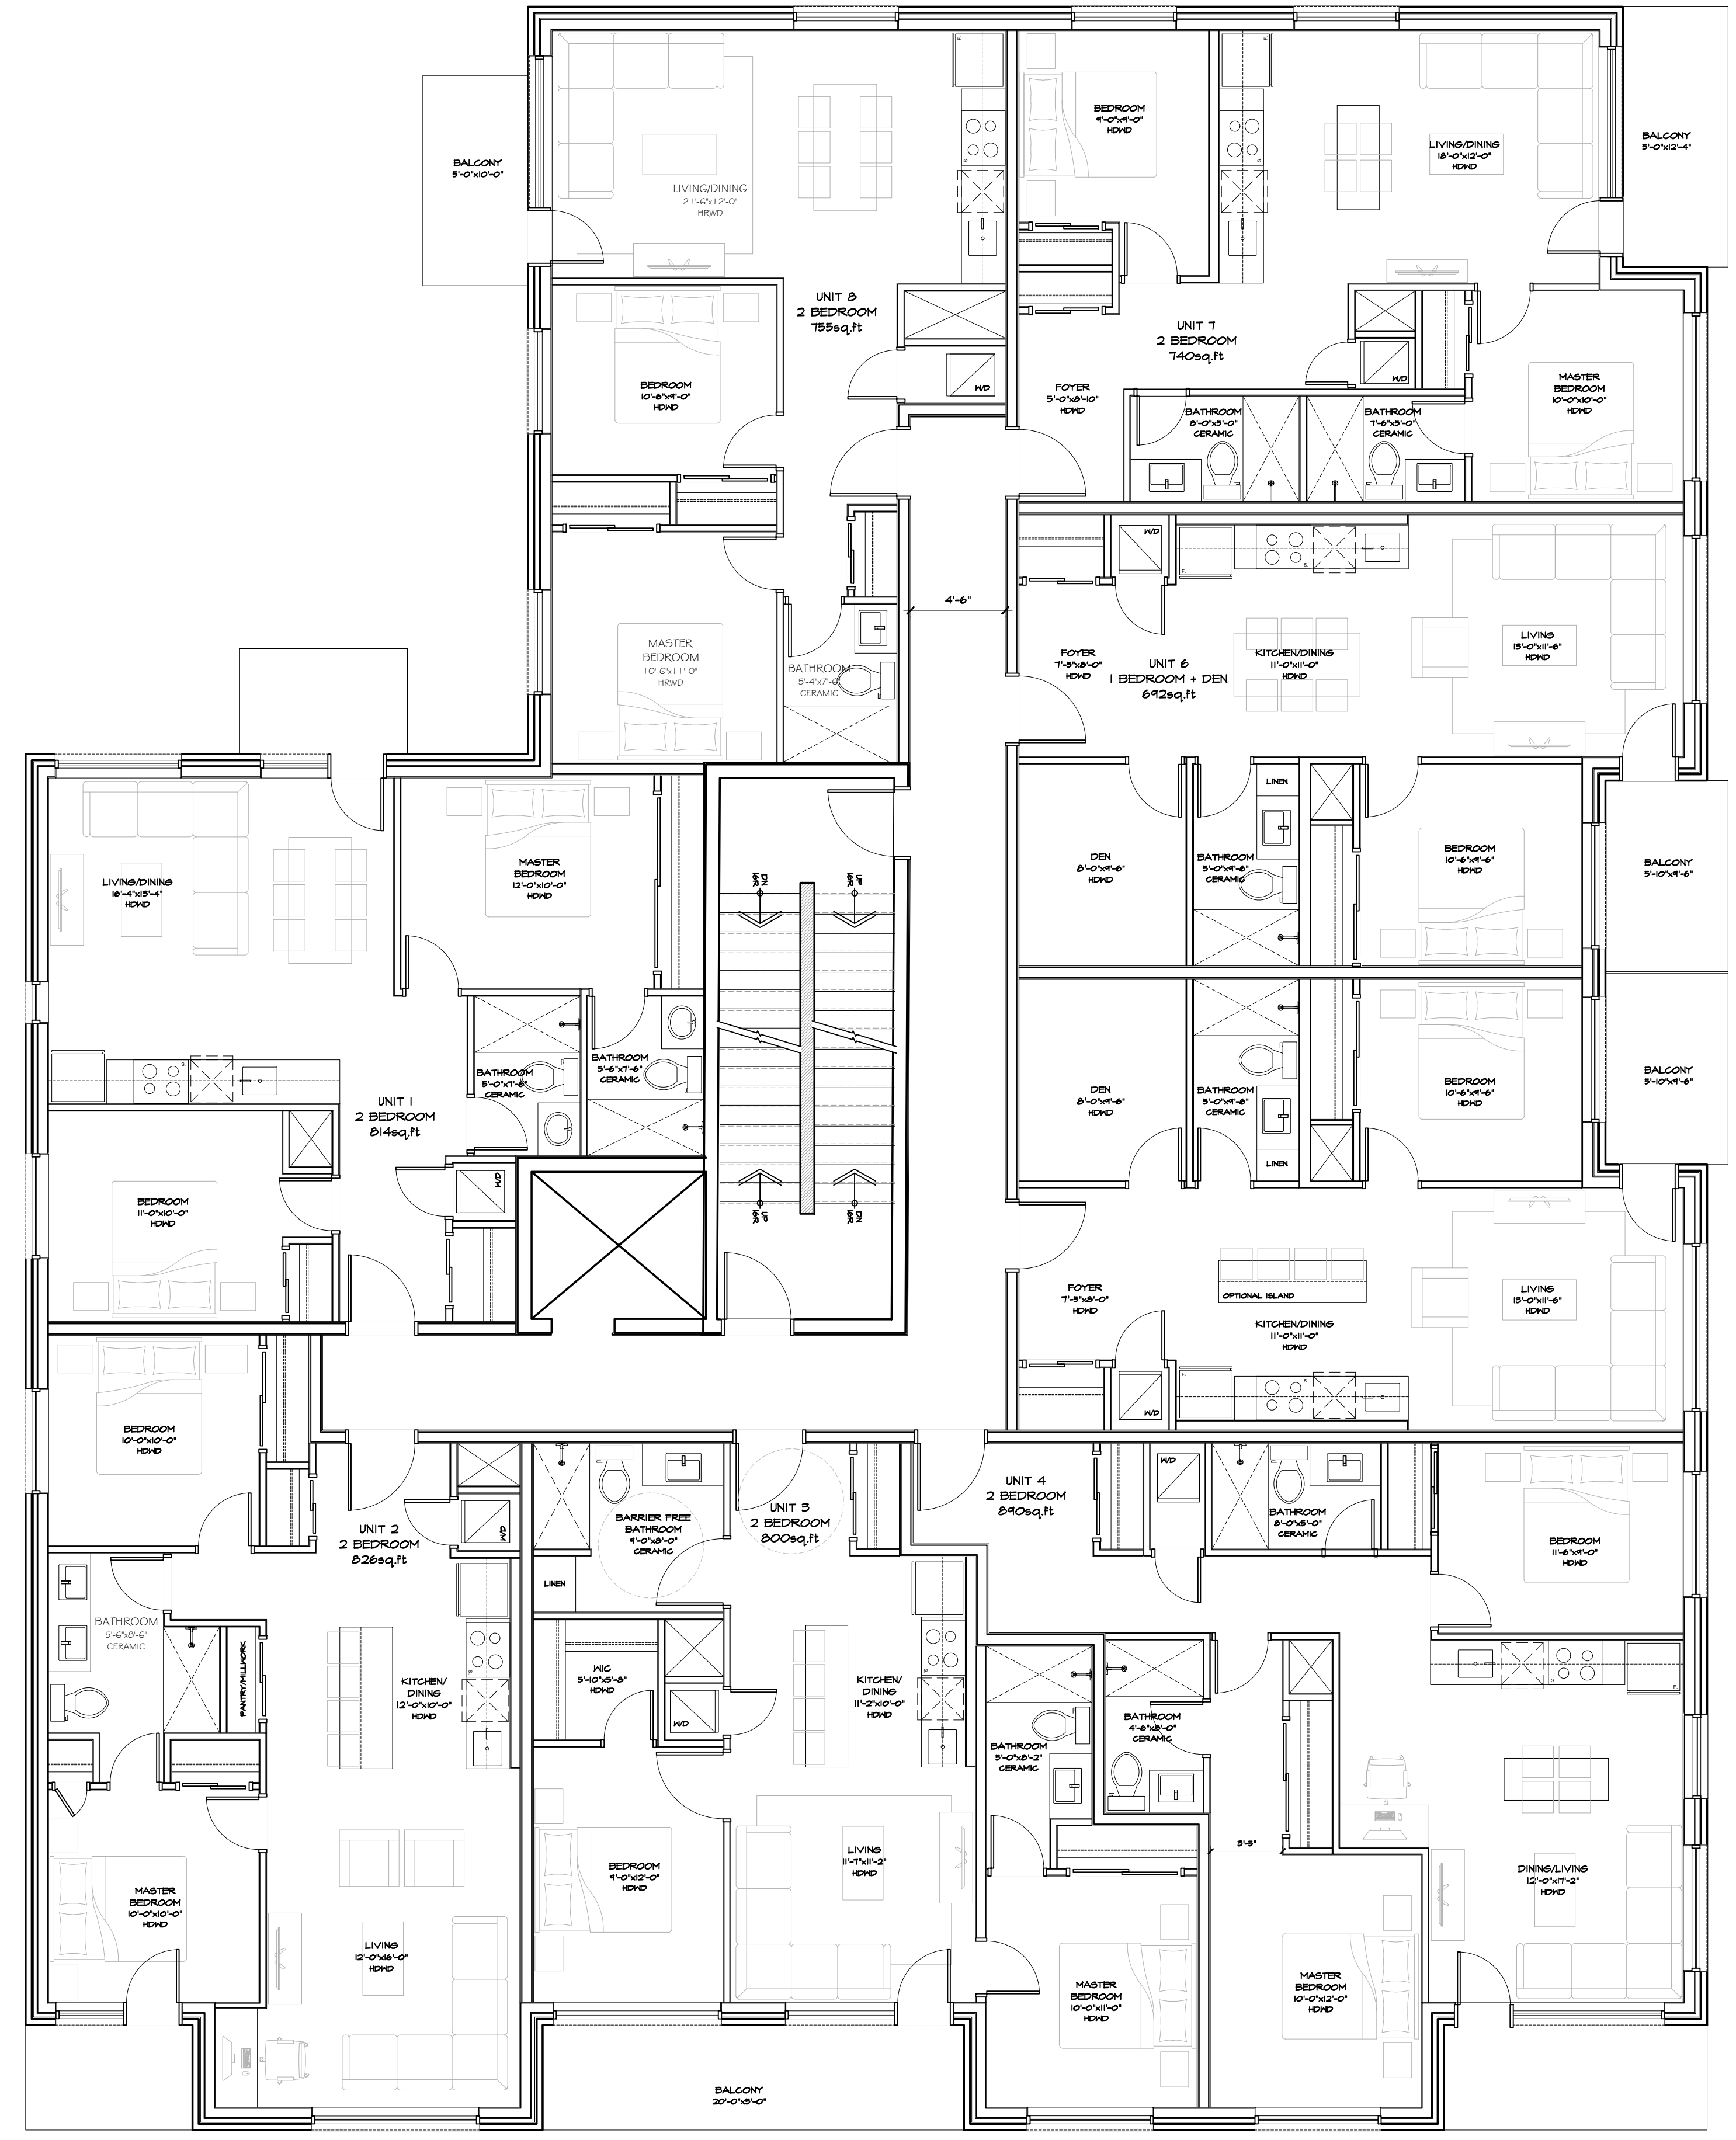 BALCONY
5'-0"x10'-0"
LIVING/DINING
21'-6"x12'-0"
HRWD
F.
S.
BEDROOM
9'-0"x9'-0"
HDWD
F.
S.
LIVING/DINING
18'-0"x12'-0"
HDWD
BALCONY
5'-0"x12'-4"
UNIT 8
2 BEDROOM
755sq.ft
BEDROOM
10'-6"x9'-0"
HDWD
W/D
UNIT 7
2 BEDROOM
740sq.ft
FOYER
5'-0"x8'-10"
HDWD
W/D
MASTER
BEDROOM
10'-0"x10'-0"
HDWD
BATHROOM
8'-0"x5'-0"
CERAMIC
BATHROOM
7'-6"x5'-0"
CERAMIC
4'-6"
MASTER
BEDROOM
10'-6"x11'-0"
HRWD
BATHROOM
5'-4"x7'-6"
CERAMIC
W/D
F.
S.
FOYER
7'-5"x8'-0"
HDWD
UNIT 6
1 BEDROOM + DEN
692sq.ft
KITCHEN/DINING
11'-0"x11'-0"
HDWD
LIVING
15'-0"x11'-6"
HDWD
LIVING/DINING
16'-4"x15'-4"
HDWD
MASTER
BEDROOM
12'-0"x10'-0"
HDWD
DN
16R
UP
16R
DEN
8'-0"x9'-6"
HDWD
LINEN
BATHROOM
5'-0"x9'-6"
CERAMIC
BEDROOM
10'-6"x9'-6"
HDWD
BALCONY
5'-10"x9'-6"
S.
BATHROOM
5'-0"x7'-6"
CERAMIC
BATHROOM
5'-6"x7'-6"
CERAMIC
UNIT 1
2 BEDROOM
814sq.ft
W/D
BEDROOM
11'-0"x10'-0"
HDWD
UP
16R
DN
16R
DEN
8'-0"x9'-6"
HDWD
BATHROOM
5'-0"x9'-6"
CERAMIC
LINEN
BEDROOM
10'-6"x9'-6"
HDWD
BALCONY
5'-10"x9'-6"
FOYER
7'-5"x8'-0"
HDWD
OPTIONAL ISLAND
KITCHEN/DINING
11'-0"x11'-0"
HDWD
LIVING
15'-0"x11'-6"
HDWD
W/D
F.
S.
BEDROOM
10'-0"x10'-0"
HDWD
UNIT 2
2 BEDROOM
826sq.ft
W/D
BARRIER FREE
BATHROOM
9'-0"x8'-0"
CERAMIC
LINEN
UNIT 3
2 BEDROOM
800sq.ft
UNIT 4
2 BEDROOM
890sq.ft
W/D
BATHROOM
8'-0"x5'-0"
CERAMIC
BEDROOM
11'-6"x9'-0"
HDWD
BATHROOM
5'-6"x8'-6"
CERAMIC
PANTRY/MILLWORK
KITCHEN/
DINING
12'-0"x10'-0"
HDWD
S
WIC
5'-10"x5'-8"
HDWD
W/D
KITCHEN/
DINING
11'-2"x10'-0"
HDWD
S
BATHROOM
5'-0"x8'-2"
CERAMIC
BATHROOM
4'-6"x8'-0"
CERAMIC
S.
F.
MASTER
BEDROOM
10'-0"x10'-0"
HDWD
LIVING
12'-0"x16'-0"
HDWD
BEDROOM
9'-0"x12'-0"
HDWD
LIVING
11'-7"x11'-2"
HDWD
MASTER
BEDROOM
10'-0"x11'-0"
HDWD
3'-5"
MASTER
BEDROOM
10'-0"x12'-0"
HDWD
DINING/LIVING
12'-0"x17'-2"
HDWD
BALCONY
20'-0"x5'-0"